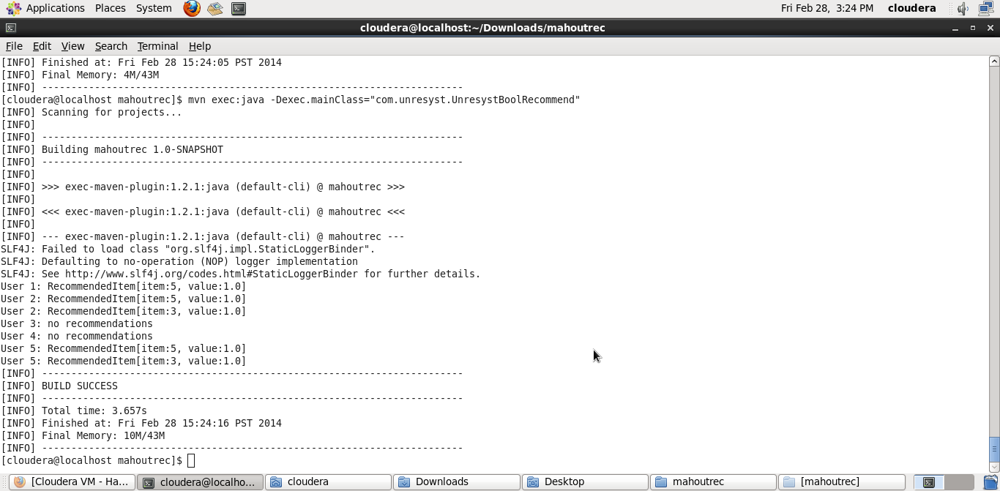 Applications Places System Fri Feb 28, 3:24 PM cloudera
cloudera@localhost:~/Downloads/mahoutrec
File Edit View Search Terminal Help
[INFO] Finished at: Fri Feb 28 15:24:05 PST 2014
[INFO] Final Memory: 4M/43M
[INFO] ------------------------------------------------------------------------
[cloudera@localhost mahoutrec]$ mvn exec:java -Dexec.mainClass="com.unresyst.UnresystBoolRecommend"
[INFO] Scanning for projects...
[INFO]
[INFO] ------------------------------------------------------------------------
[INFO] Building mahoutrec 1.0-SNAPSHOT
[INFO] ------------------------------------------------------------------------
[INFO]
[INFO] >>> exec-maven-plugin:1.2.1:java (default-cli) @ mahoutrec >>>
[INFO]
[INFO] <<< exec-maven-plugin:1.2.1:java (default-cli) @ mahoutrec <<<
[INFO]
[INFO] --- exec-maven-plugin:1.2.1:java (default-cli) @ mahoutrec ---
SLF4J: Failed to load class "org.slf4j.impl.StaticLoggerBinder".
SLF4J: Defaulting to no-operation (NOP) logger implementation
SLF4J: See http://www.slf4j.org/codes.html#StaticLoggerBinder for further details.
User 1: RecommendedItem[item:5, value:1.0]
User 2: RecommendedItem[item:5, value:1.0]
User 2: RecommendedItem[item:3, value:1.0]
User 3: no recommendations
User 4: no recommendations
User 5: RecommendedItem[item:5, value:1.0]
User 5: RecommendedItem[item:3, value:1.0]
[INFO] ------------------------------------------------------------------------
[INFO] BUILD SUCCESS
[INFO] ------------------------------------------------------------------------
[INFO] Total time: 3.657s
[INFO] Finished at: Fri Feb 28 15:24:16 PST 2014
[INFO] Final Memory: 10M/43M
[INFO] ------------------------------------------------------------------------
[cloudera@localhost mahoutrec]$
[Cloudera VM - Ha... cloudera@localho... cloudera Downloads Desktop mahoutrec [mahoutrec]